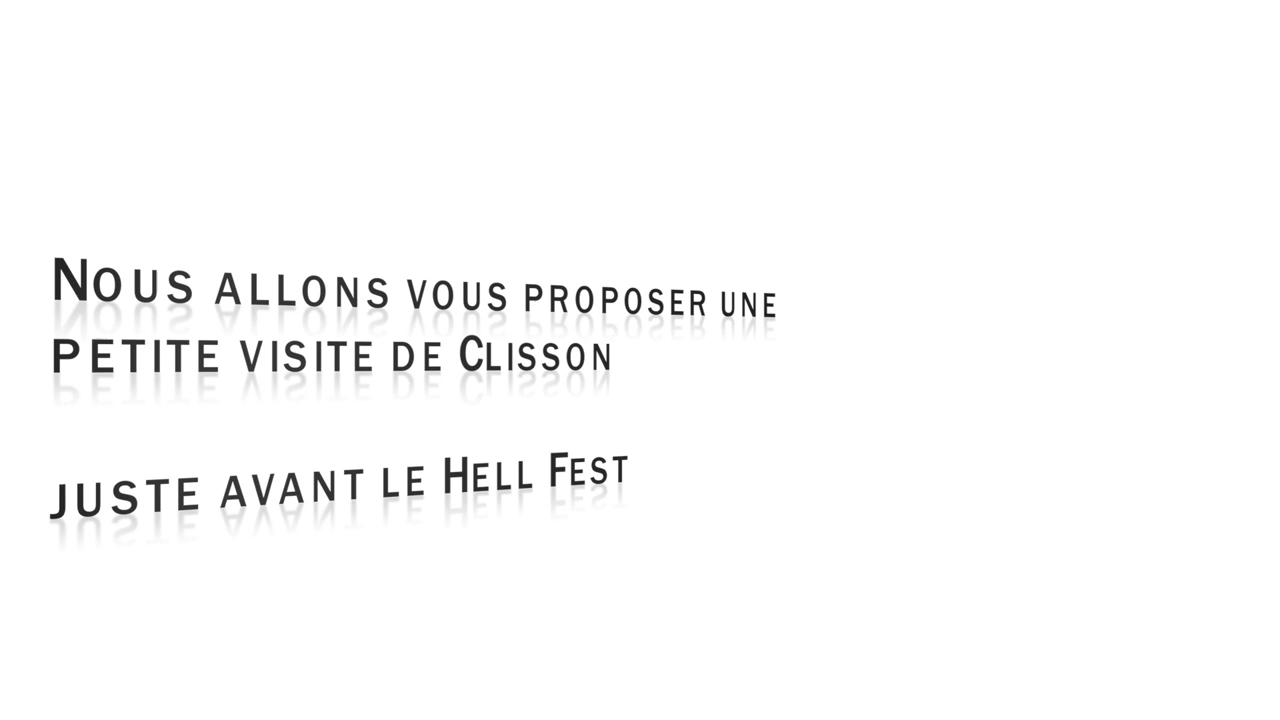 Nous allons vous proposer une
petite visite de Clisson
juste avant le Hell Fest